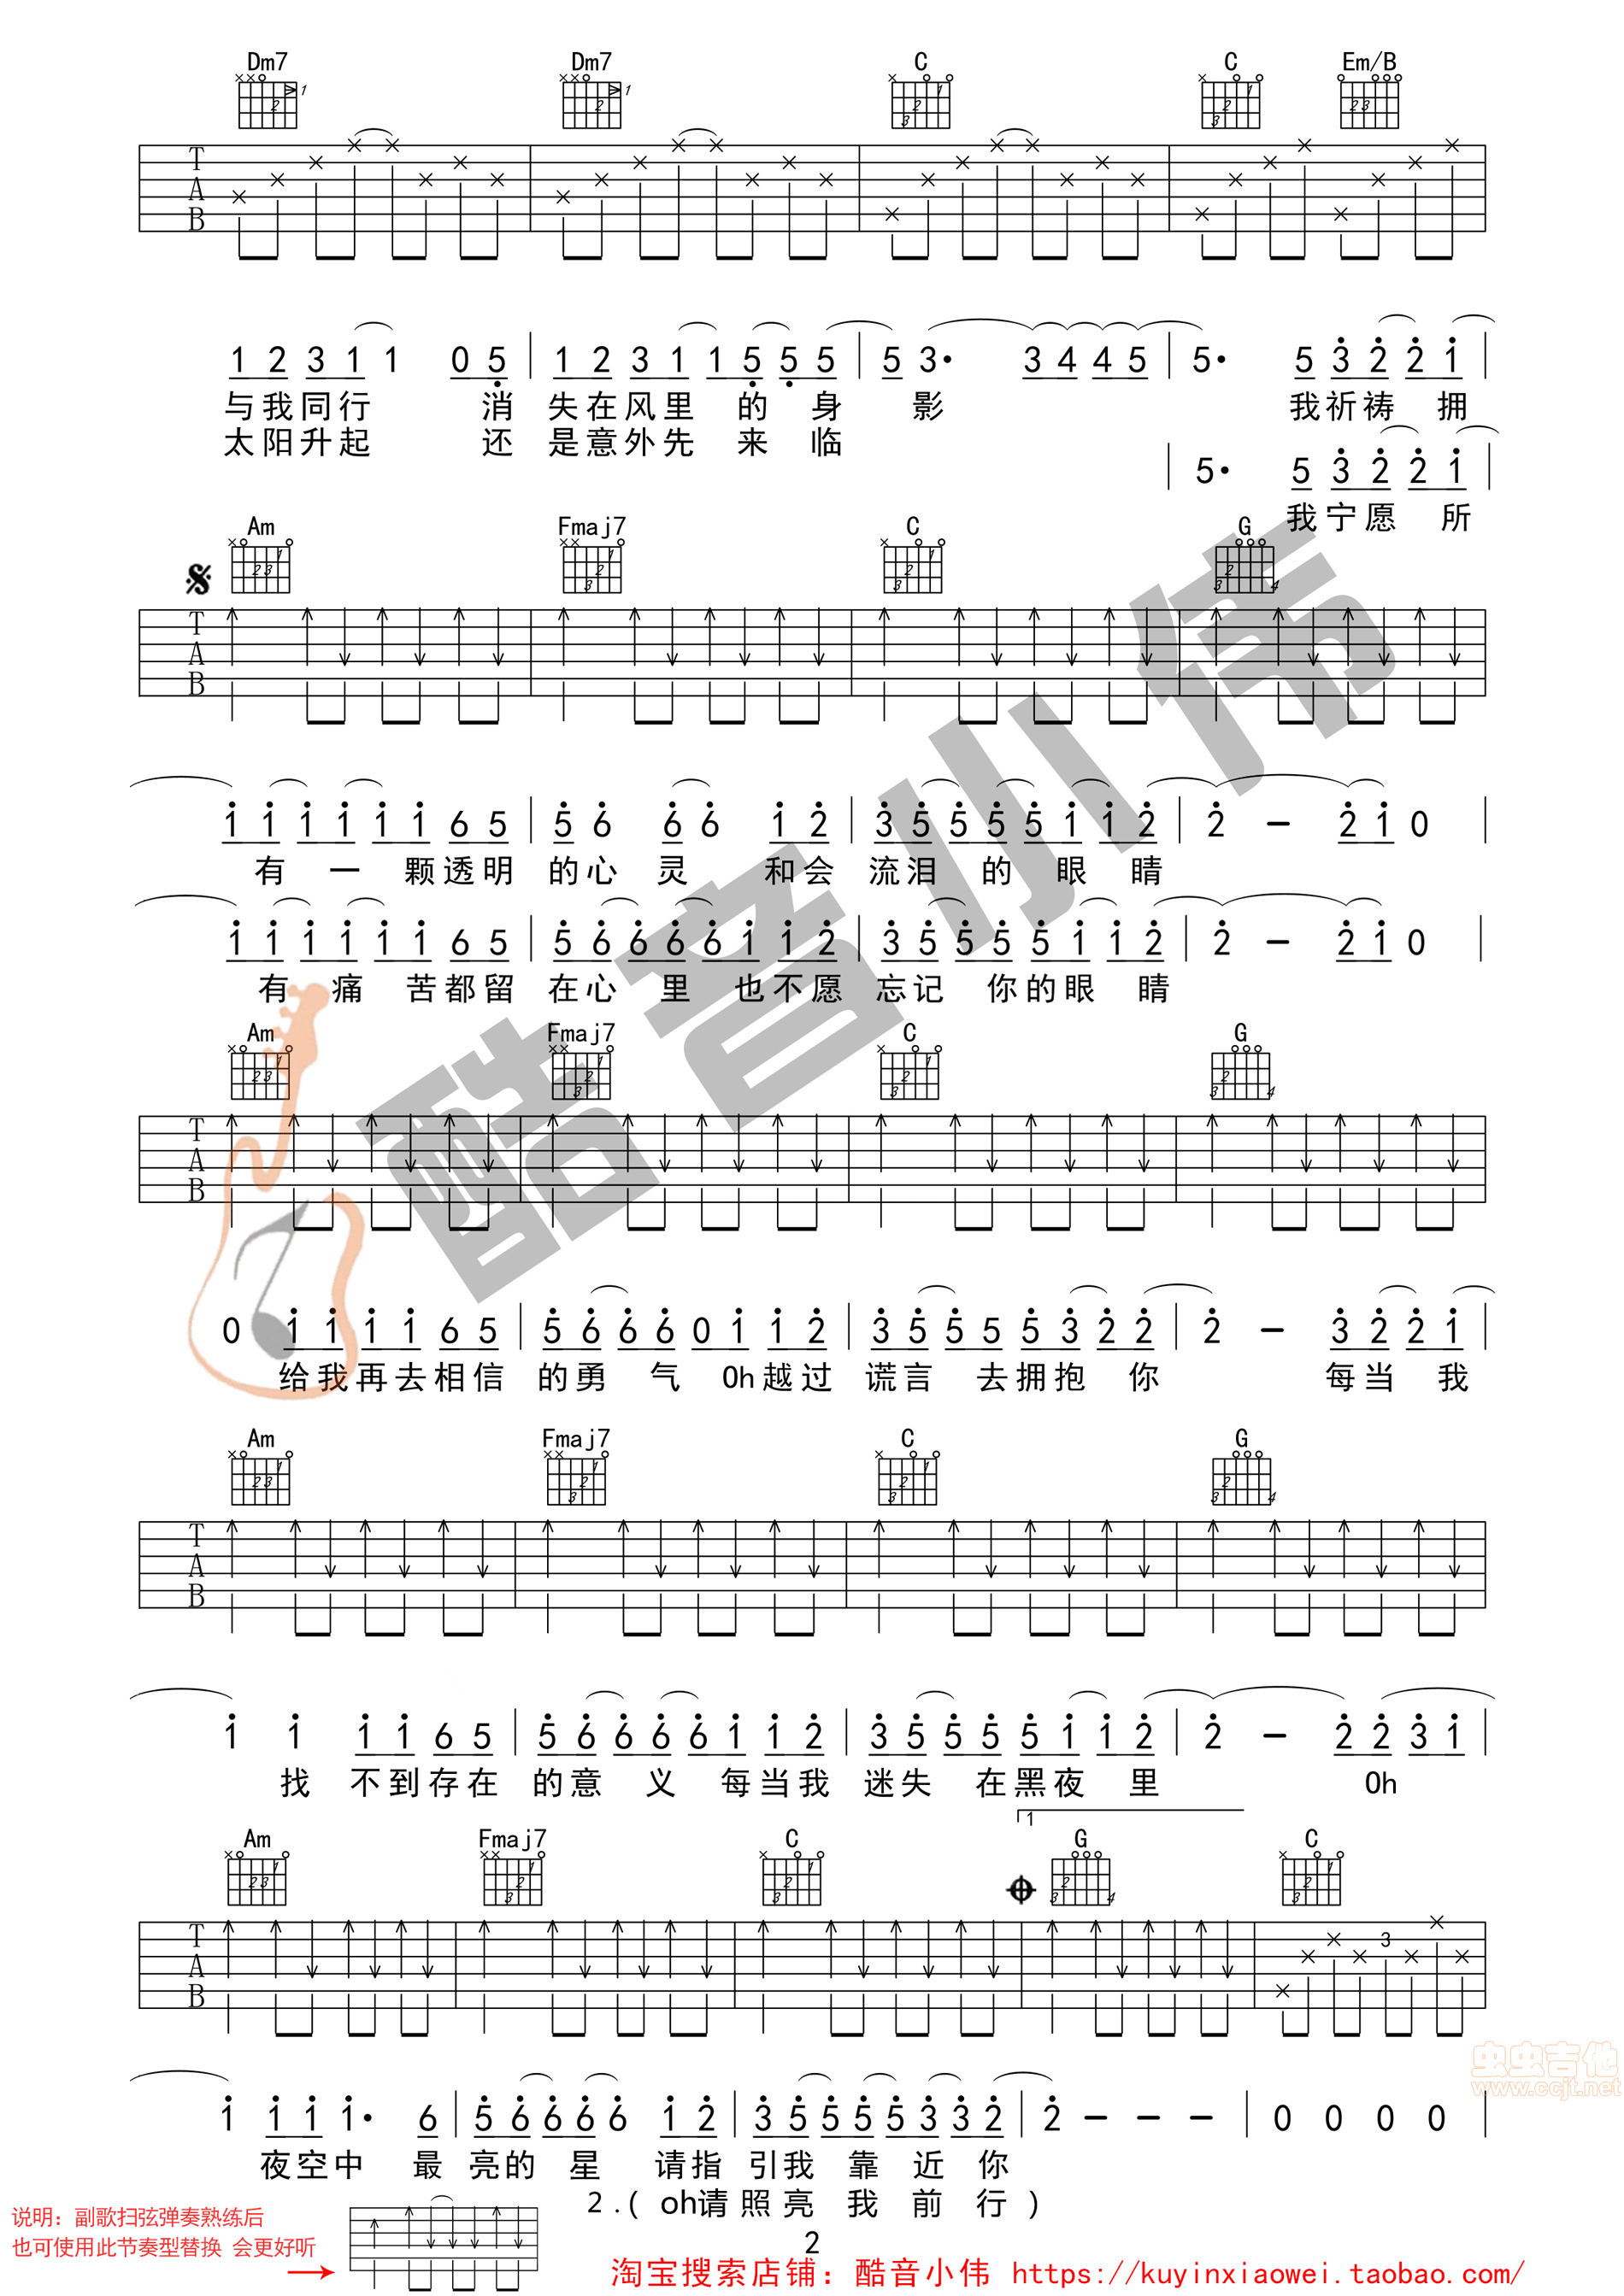 Dm7 Dm7 C C Em/B
T
A
B
1 2 3 1 1 0 5 | 1 2 3 1 1 5 5 5 | 5 3· 3 4 4 5 | 5· 5 3 2 2 1 |
与我同行 消 失在风里 的 身 影 我祈祷 拥
太阳升起 还 是意外先 来 临
| 5· 5 3 2 2 1 |
我宁愿 所
Am Fmaj7 C G
T
A
B
1 1 1 1 1 1 6 5 | 5 6 6 6 1 2 | 3 5 5 5 5 1 1 2 | 2 - 2 1 0 |
有 一 颗透明 的心 灵 和会 流泪 的 眼 睛
1 1 1 1 1 1 6 5 | 5 6 6 6 6 1 1 2 | 3 5 5 5 5 1 1 2 | 2 - 2 1 0 |
有 痛 苦都留 在心 里 也不愿 忘记 你的眼 睛
Am Fmaj7 C G
T
A
B
0 1 1 1 1 6 5 | 5 6 6 6 0 1 1 2 | 3 5 5 5 5 3 2 2 | 2 - 3 2 2 1 |
给我再去相信 的勇 气 Oh越过 谎言 去拥抱 你 每当 我
Am Fmaj7 C G
T
A
B
1 1 1 1 6 5 | 5 6 6 6 6 1 1 2 | 3 5 5 5 5 1 1 2 | 2 - 2 2 3 1 |
找 不到存在 的意 义 每当我 迷失 在黑夜 里 Oh
1
Am Fmaj7 C G C
T
A
B
3
1 1 1 1· 6 | 5 6 6 6 6 1 2 | 3 5 5 5 5 3 3 2 | 2 - - - | 0 0 0 0 |
夜空中 最 亮的 星 请指 引我 靠 近 你
2.( oh请 照 亮 我 前 行 )
说明：副歌扫弦弹奏熟练后
也可使用此节奏型替换 会更好听
2
淘宝搜索店铺：酷音小伟 https://kuyinxiaowei.taobao.com/
酷音小伟
虫虫吉他
www.ccjt.net